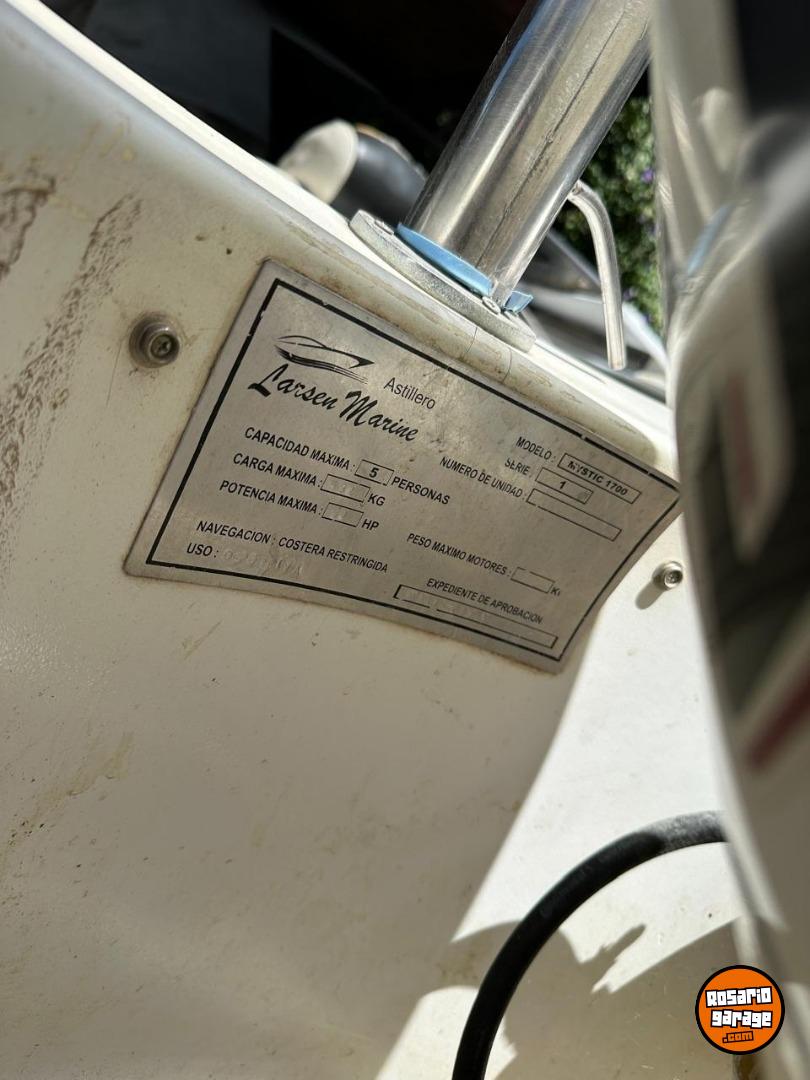 Astillero
Larsen Marine
MODELO : MYSTIC 1700
SERIE : 1
NUMERO DE UNIDAD :
CAPACIDAD MAXIMA : 5 PERSONAS
CARGA MAXIMA : KG
POTENCIA MAXIMA : HP
PESO MAXIMO MOTORES :
NAVEGACION : COSTERA RESTRINGIDA
USO :
EXPEDIENTE DE APROBACION
Rosario
garage
.com